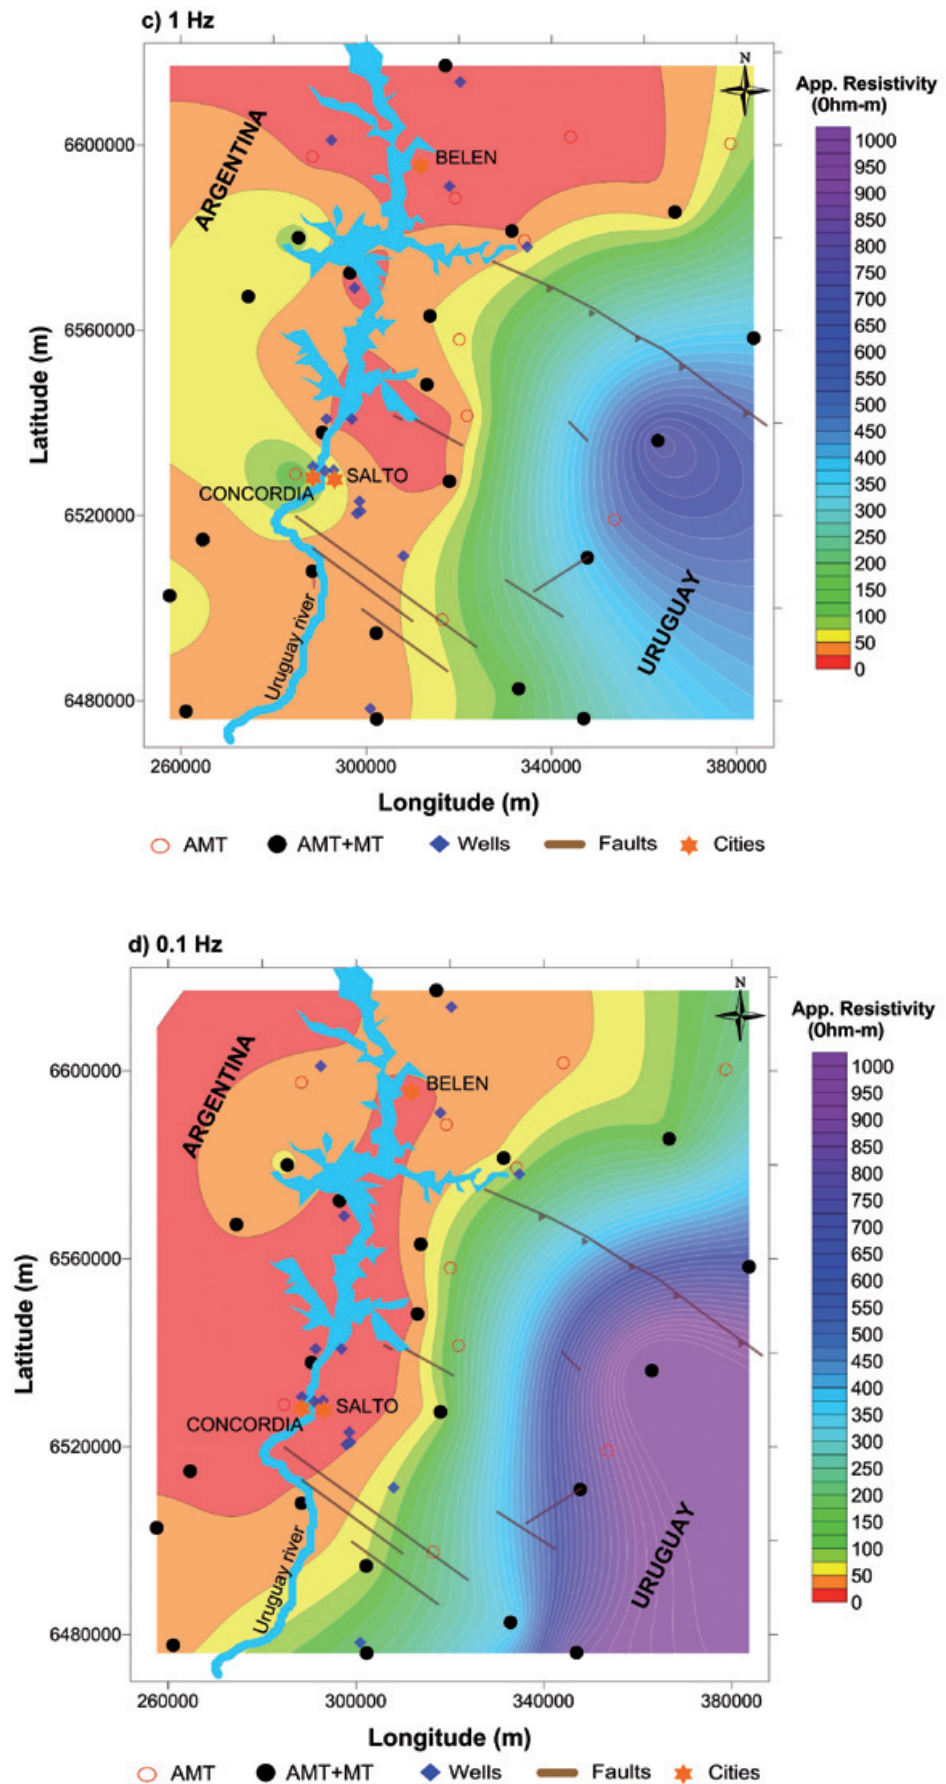 c) 1 Hz
N
App. Resistivity
(Ohm-m)
1000
950
900
850
800
750
700
650
600
550
500
450
400
350
300
250
200
150
100
50
0
6600000
6560000
6520000
6480000
Latitude (m)
ARGENTINA
BELEN
SALTO
CONCORDIA
Uruguay river
URUGUAY
260000 300000 340000 380000
Longitude (m)
AMT AMT+MT Wells Faults Cities
d) 0.1 Hz
N
App. Resistivity
(Ohm-m)
1000
950
900
850
800
750
700
650
600
550
500
450
400
350
300
250
200
150
100
50
0
6600000
6560000
6520000
6480000
Latitude (m)
ARGENTINA
BELEN
SALTO
CONCORDIA
Uruguay river
URUGUAY
260000 300000 340000 380000
Longitude (m)
AMT AMT+MT Wells Faults Cities